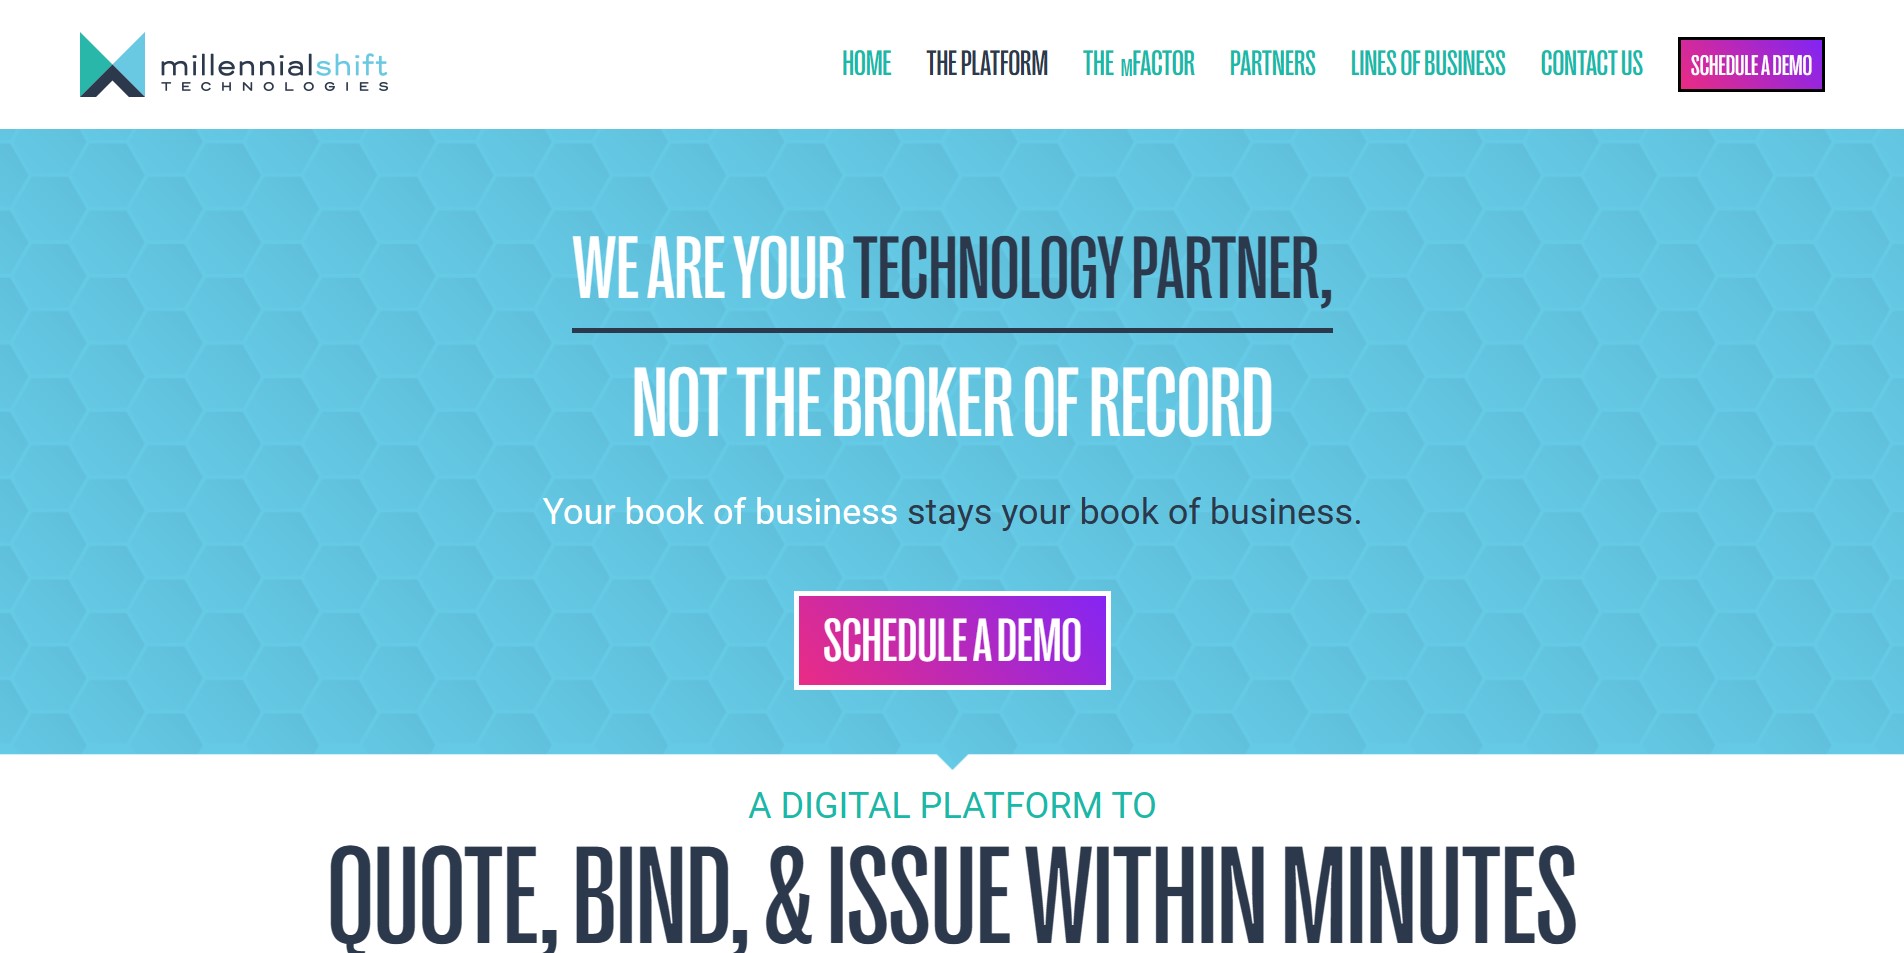 millennialshift
TECHNOLOGIES
HOME THE PLATFORM THE MFACTOR PARTNERS LINES OF BUSINESS CONTACT US SCHEDULE A DEMO
WE ARE YOUR TECHNOLOGY PARTNER,
NOT THE BROKER OF RECORD
Your book of business stays your book of business.
SCHEDULE A DEMO
A DIGITAL PLATFORM TO
QUOTE, BIND, & ISSUE WITHIN MINUTES